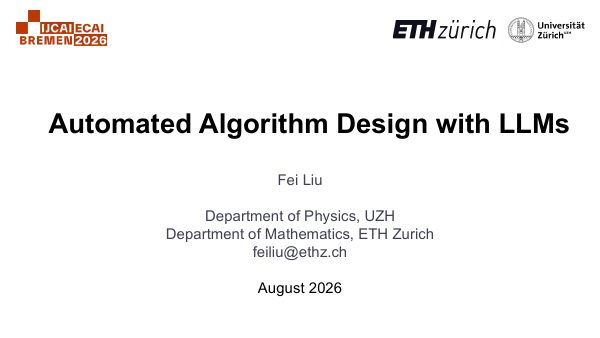 IJCAI ECAI
BREMEN 2026
ETH zürich
Universität
Zürich UZH
Automated Algorithm Design with LLMs
Fei Liu
Department of Physics, UZH
Department of Mathematics, ETH Zurich
feiliu@ethz.ch
August 2026